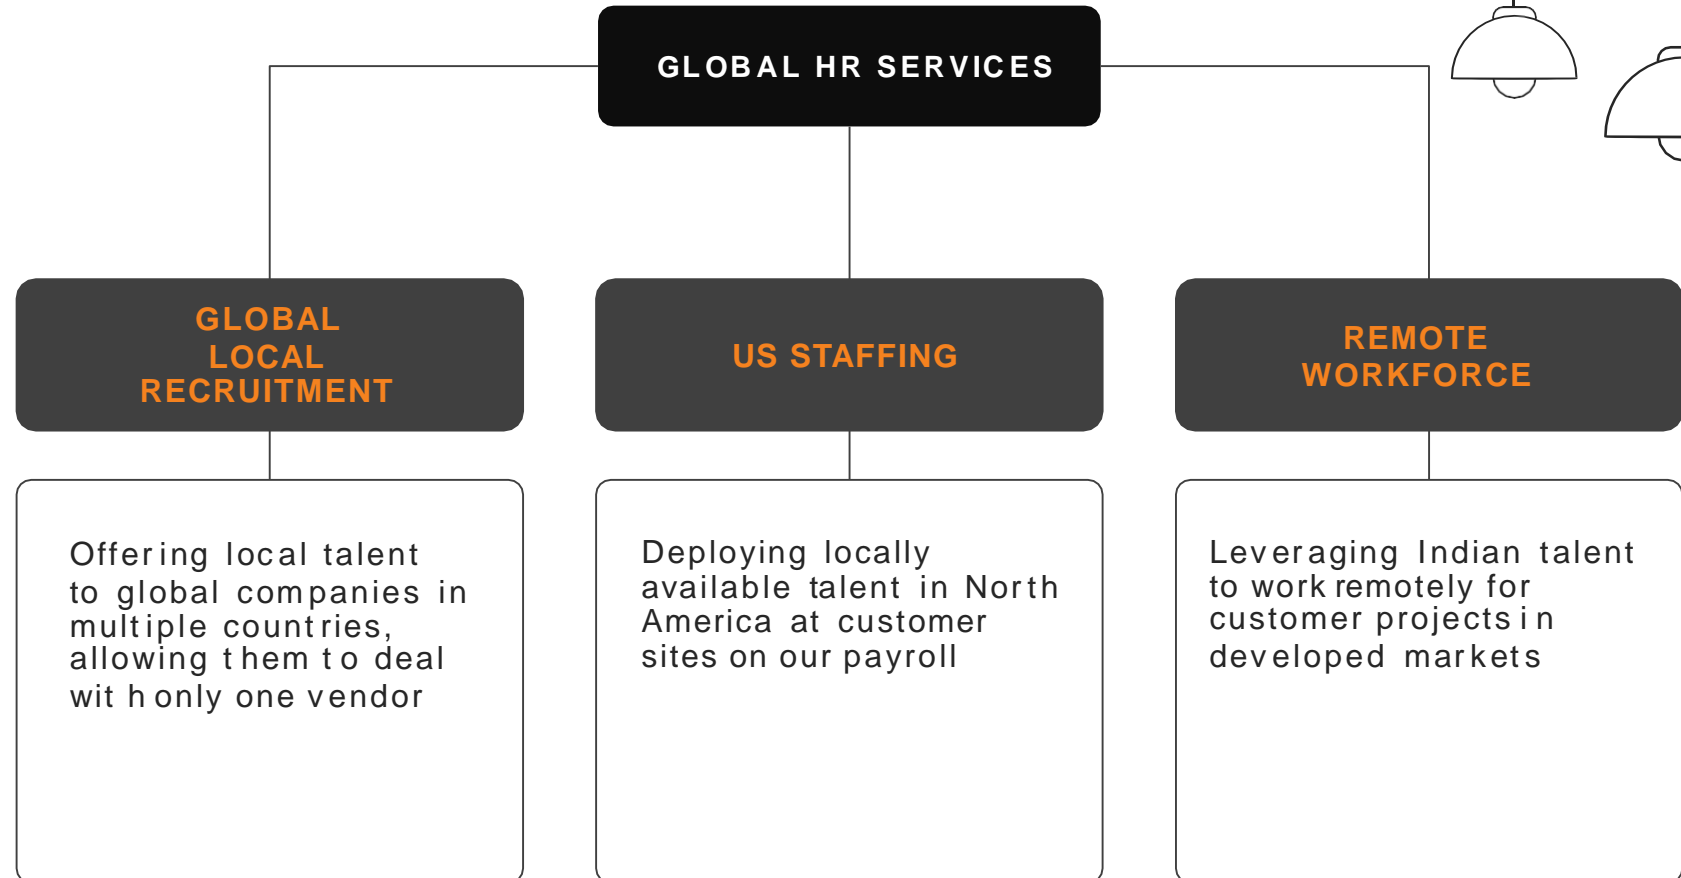 GLOBAL HR SERVICES
GLOBAL
LOCAL
RECRUITMENT
Offering local talent
to global companies in
multiple countries,
allowing them to deal
with only one vendor
US STAFFING
Deploying locally
available talent in North
America at customer
sites on our payroll
REMOTE
WORKFORCE
Leveraging Indian talent
to work remotely for
customer projects in
developed markets